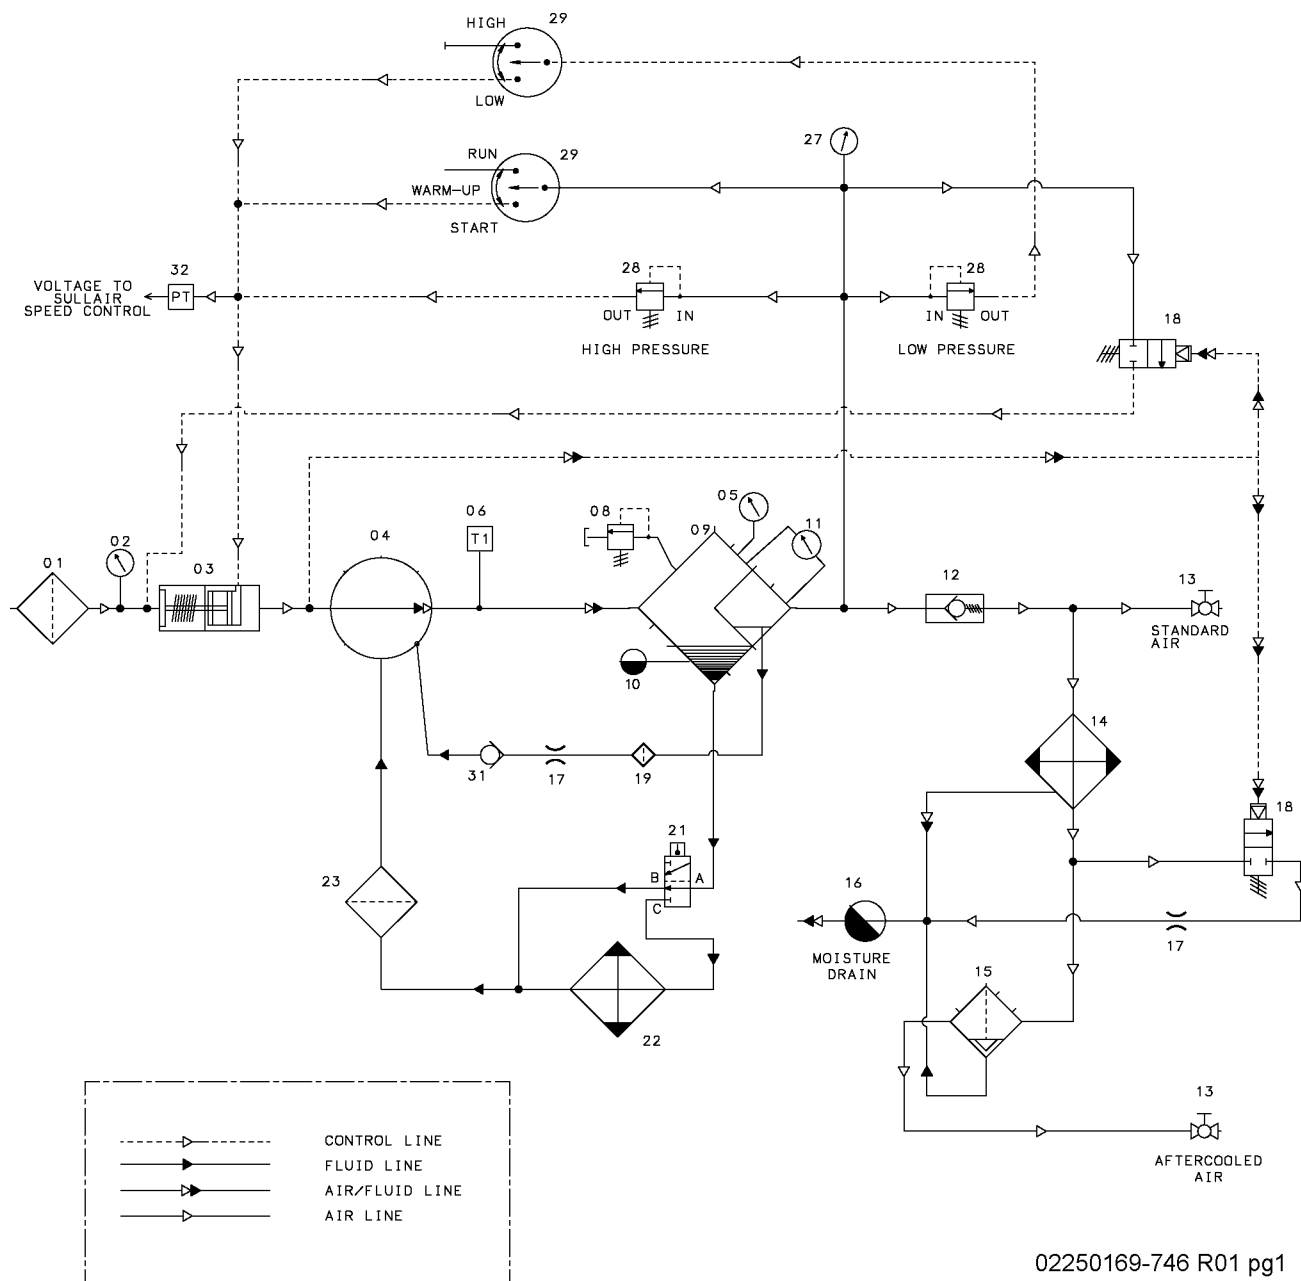 HIGH
29
LOW
27
RUN
29
WARM-UP
START
32
VOLTAGE TO
SULLAIR
SPEED CONTROL
PT
28
OUT
IN
HIGH PRESSURE
28
IN
OUT
LOW PRESSURE
18
01
02
03
04
06
T1
08
05
09
11
10
12
13
STANDARD
AIR
31
17
19
14
18
21
B
A
C
23
22
16
MOISTURE
DRAIN
17
15
13
AFTERCOOLED
AIR
CONTROL LINE
FLUID LINE
AIR/FLUID LINE
AIR LINE
02250169-746 R01 pg1